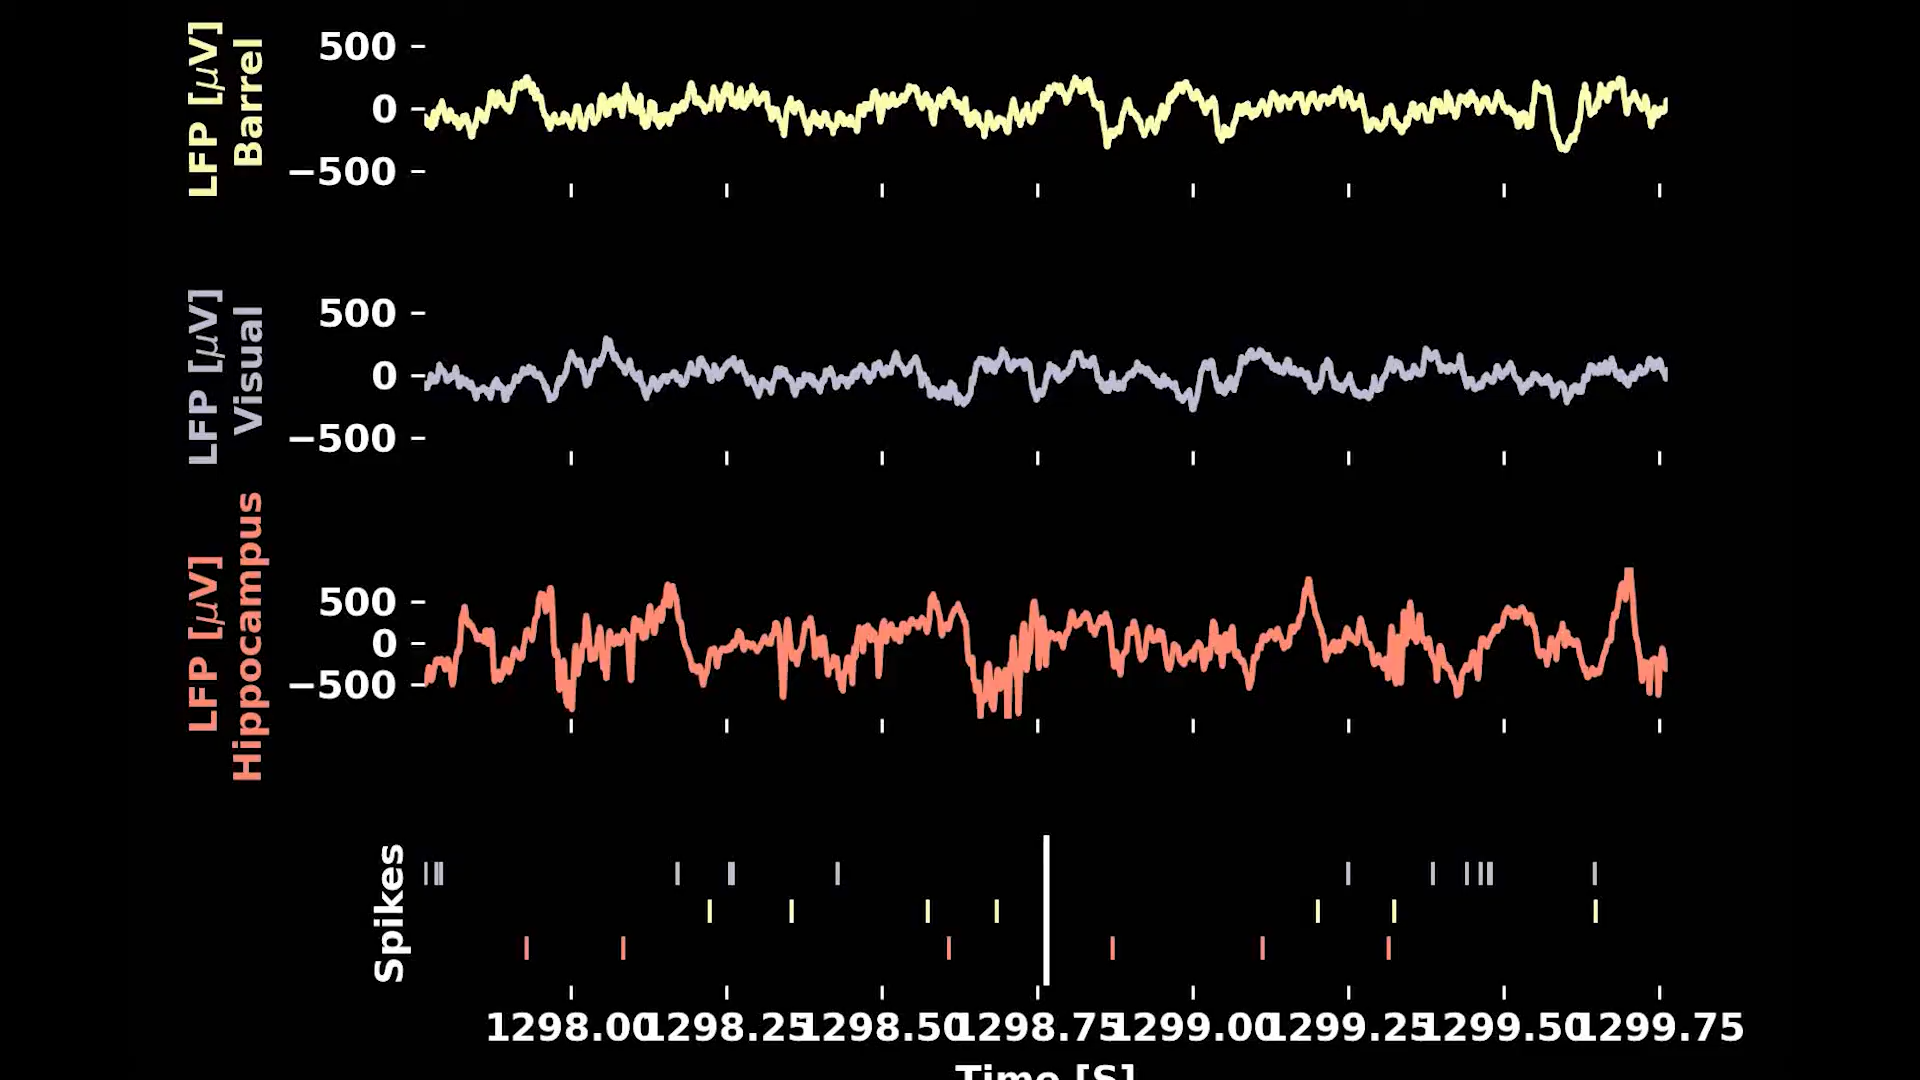 LFP [μV]
Barrel
500
0
−500
LFP [μV]
Visual
500
0
−500
LFP [μV]
Hippocampus
500
0
−500
Spikes
1298.00 1298.25 1298.50 1298.75 1299.00 1299.25 1299.50 1299.75
Time [S]